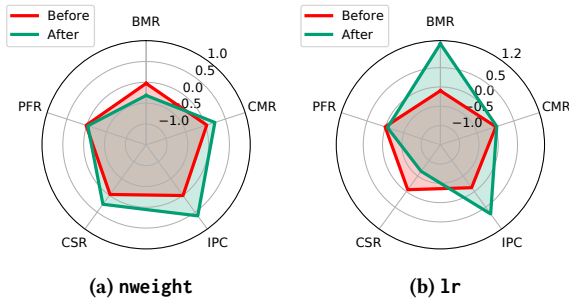 Before
After
BMR
1.0
0.5
0.0
0.5
−1.0
CMR
PFR
CSR
IPC
(a) nweight
Before
After
BMR
1.2
0.5
0.0
0.5
−1.0
CMR
PFR
CSR
IPC
(b) lr